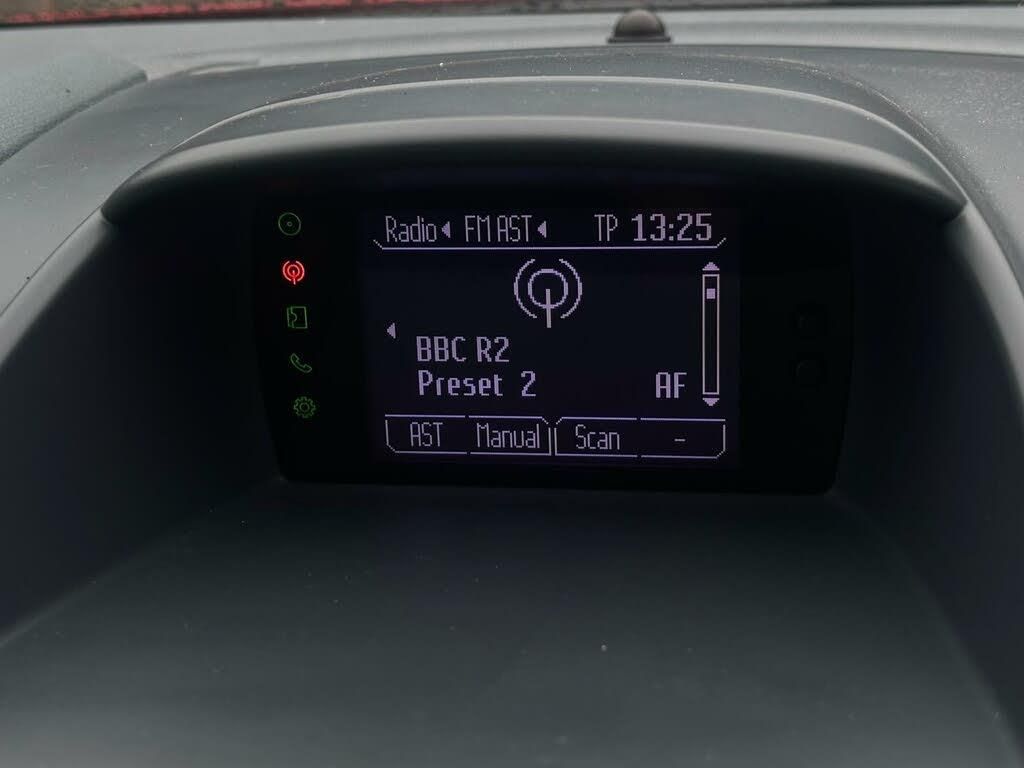 Radio FM AST TP 13:25
BBC R2
Preset 2 AF
AST Manual Scan -